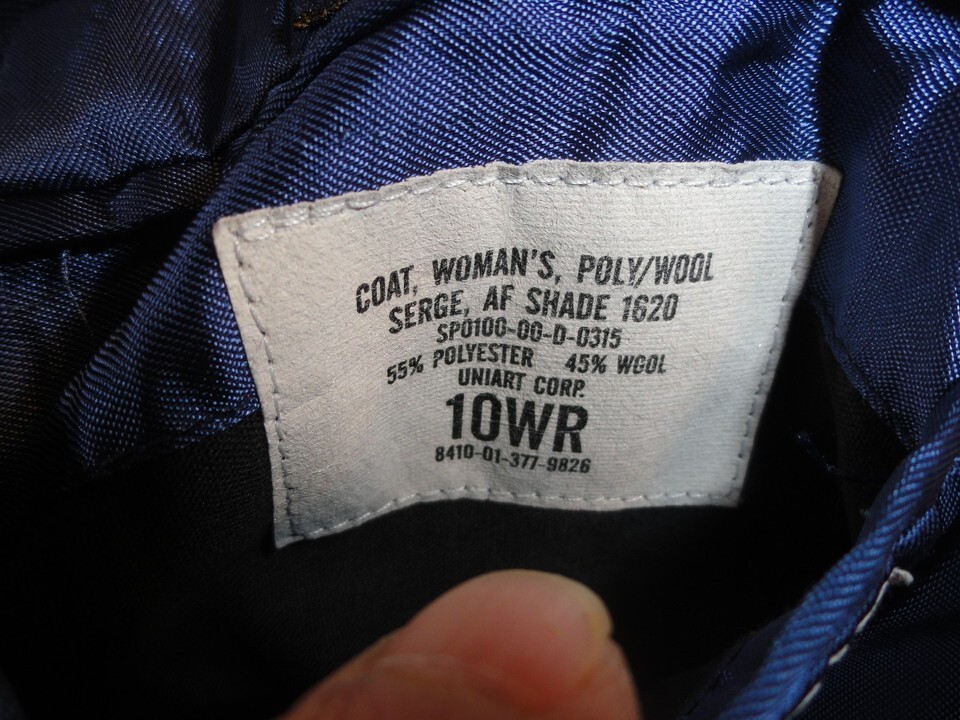 COAT, WOMAN'S, POLY/WOOL
SERGE, AF SHADE 1620
SPO100-00-D-0315
55% POLYESTER 45% WOOL
UNIART CORP.
10WR
8410-01-377-9826